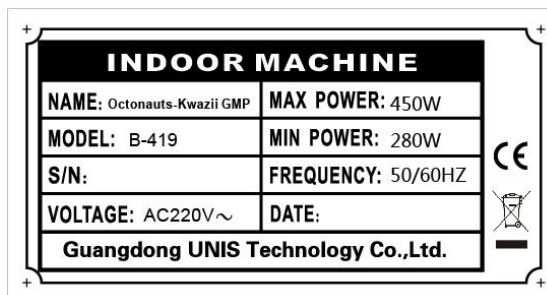 INDOOR MACHINE
NAME: Octonauts-Kwazii GMP MAX POWER: 450W
MODEL: B-419 MIN POWER: 280W
S/N: FREQUENCY: 50/60HZ
VOLTAGE: AC220V～ DATE:
Guangdong UNIS Technology Co.,Ltd.
CE